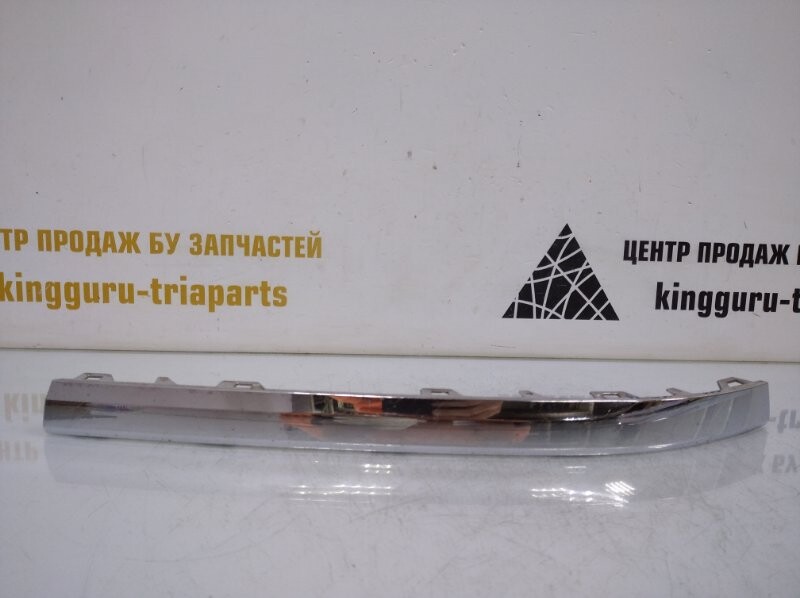 ТР ПРОДАЖ БУ ЗАПЧАСТЕЙ
kingguru-triaparts
ЦЕНТР ПРОДАЖ
kingguru-t